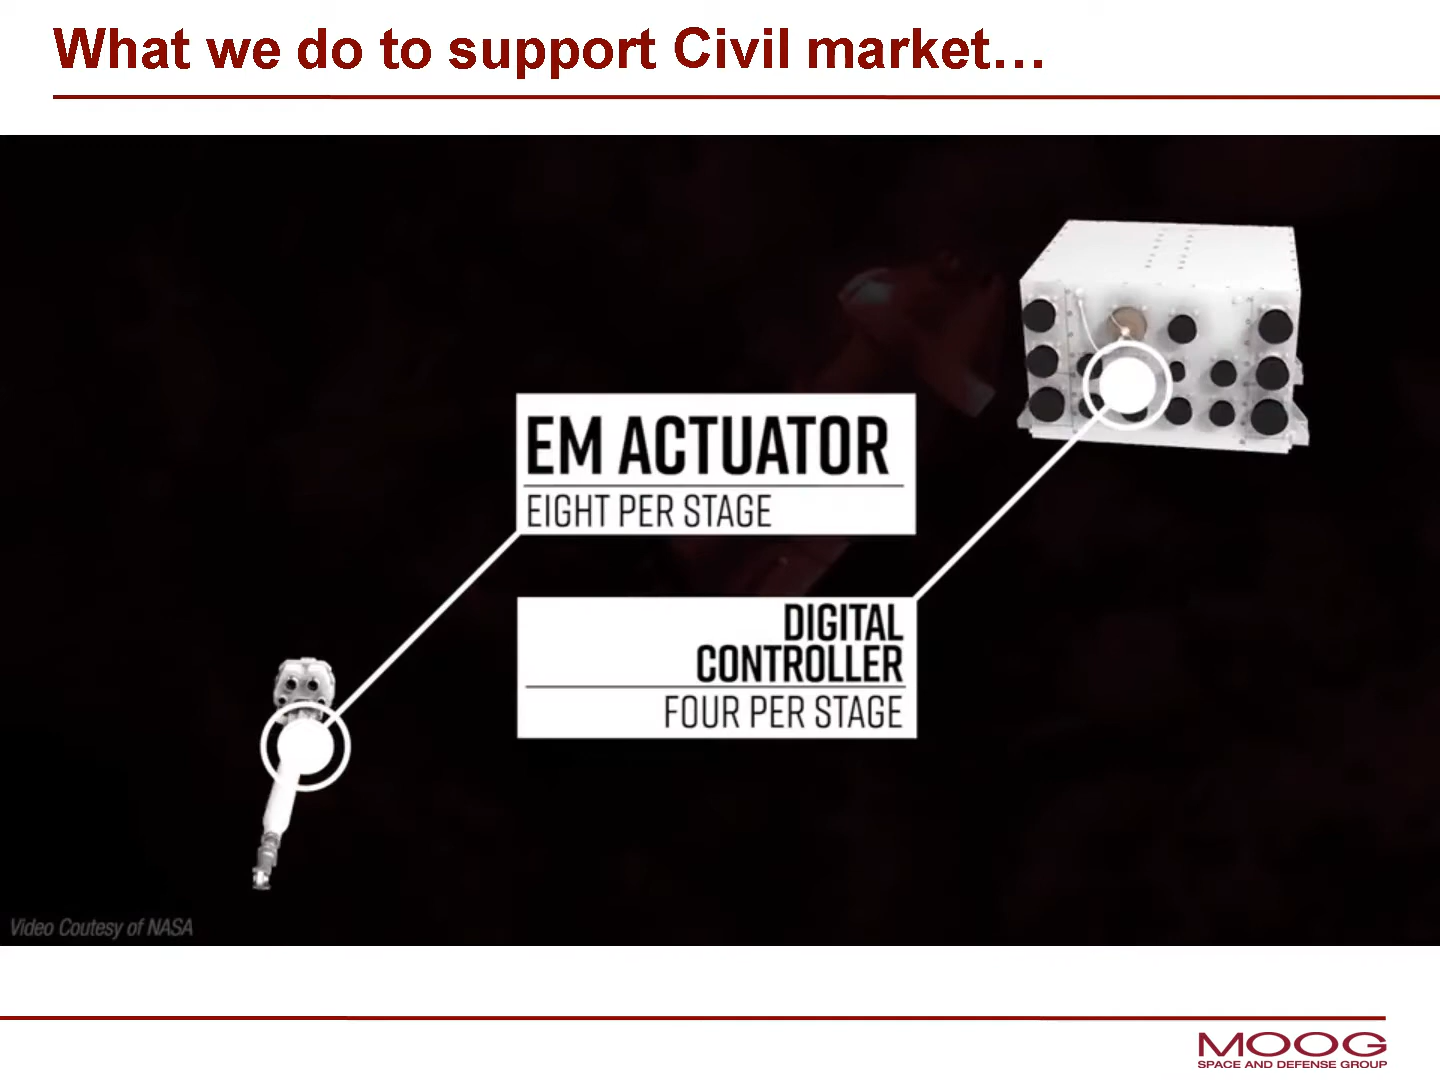 What we do to support Civil market…
EM ACTUATOR
EIGHT PER STAGE
DIGITAL
CONTROLLER
FOUR PER STAGE
Video Coutesy of NASA
MOOG
SPACE AND DEFENSE GROUP